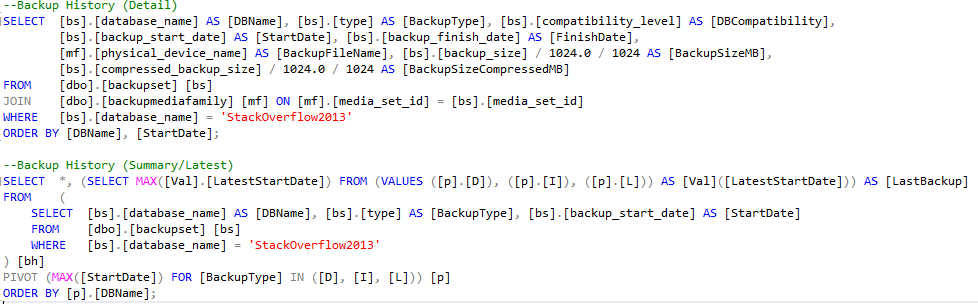 --Backup History (Detail)
SELECT [bs].[database_name] AS [DBName], [bs].[type] AS [BackupType], [bs].[compatibility_level] AS [DBCompatibility],
[bs].[backup_start_date] AS [StartDate], [bs].[backup_finish_date] AS [FinishDate],
[mf].[physical_device_name] AS [BackupFileName], [bs].[backup_size] / 1024.0 / 1024 AS [BackupSizeMB],
[bs].[compressed_backup_size] / 1024.0 / 1024 AS [BackupSizeCompressedMB]
FROM [dbo].[backupset] [bs]
JOIN [dbo].[backupmediafamily] [mf] ON [mf].[media_set_id] = [bs].[media_set_id]
WHERE [bs].[database_name] = 'StackOverflow2013'
ORDER BY [DBName], [StartDate];
--Backup History (Summary/Latest)
SELECT *, (SELECT MAX([Val].[LatestStartDate]) FROM (VALUES ([p].[D]), ([p].[I]), ([p].[L])) AS [Val]([LatestStartDate])) AS [LastBackup]
FROM (
SELECT [bs].[database_name] AS [DBName], [bs].[type] AS [BackupType], [bs].[backup_start_date] AS [StartDate]
FROM [dbo].[backupset] [bs]
WHERE [bs].[database_name] = 'StackOverflow2013'
) [bh]
PIVOT (MAX([StartDate]) FOR [BackupType] IN ([D], [I], [L])) [p]
ORDER BY [p].[DBName];